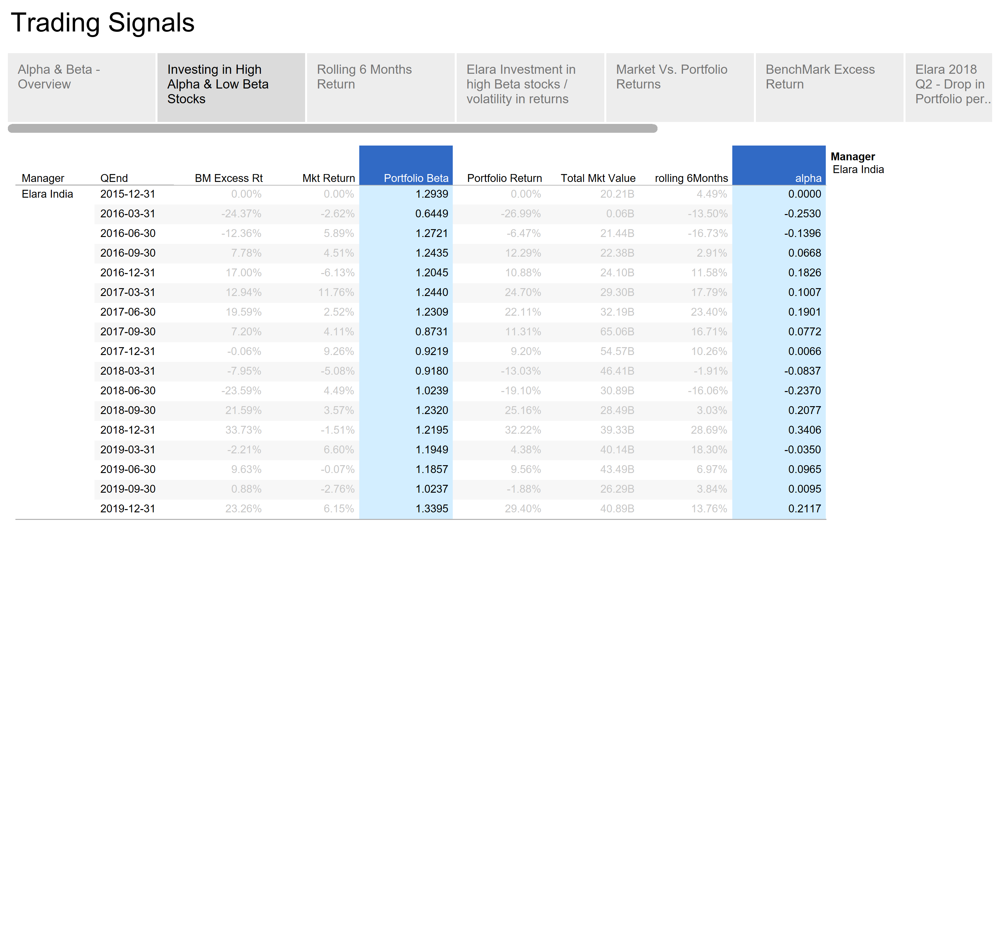 Trading Signals
Alpha & Beta -
Overview
Investing in High
Alpha & Low Beta
Stocks
Rolling 6 Months
Return
Elara Investment in
high Beta stocks /
volatility in returns
Market Vs. Portfolio
Returns
BenchMark Excess
Return
Elara 2018
Q2 - Drop in
Portfolio per..
Manager QEnd BM Excess Rt Mkt Return Portfolio Beta Portfolio Return Total Mkt Value rolling 6Months alpha
Elara India 2015-12-31 0.00% 0.00% 1.2939 0.00% 20.21B 4.49% 0.0000
2016-03-31 -24.37% -2.62% 0.6449 -26.99% 0.06B -13.50% -0.2530
2016-06-30 -12.36% 5.89% 1.2721 -6.47% 21.44B -16.73% -0.1396
2016-09-30 7.78% 4.51% 1.2435 12.29% 22.38B 2.91% 0.0668
2016-12-31 17.00% -6.13% 1.2045 10.88% 24.10B 11.58% 0.1826
2017-03-31 12.94% 11.76% 1.2440 24.70% 29.30B 17.79% 0.1007
2017-06-30 19.59% 2.52% 1.2309 22.11% 32.19B 23.40% 0.1901
2017-09-30 7.20% 4.11% 0.8731 11.31% 65.06B 16.71% 0.0772
2017-12-31 -0.06% 9.26% 0.9219 9.20% 54.57B 10.26% 0.0066
2018-03-31 -7.95% -5.08% 0.9180 -13.03% 46.41B -1.91% -0.0837
2018-06-30 -23.59% 4.49% 1.0239 -19.10% 30.89B -16.06% -0.2370
2018-09-30 21.59% 3.57% 1.2320 25.16% 28.49B 3.03% 0.2077
2018-12-31 33.73% -1.51% 1.2195 32.22% 39.33B 28.69% 0.3406
2019-03-31 -2.21% 6.60% 1.1949 4.38% 40.14B 18.30% -0.0350
2019-06-30 9.63% -0.07% 1.1857 9.56% 43.49B 6.97% 0.0965
2019-09-30 0.88% -2.76% 1.0237 -1.88% 26.29B 3.84% 0.0095
2019-12-31 23.26% 6.15% 1.3395 29.40% 40.89B 13.76% 0.2117
Manager
Elara India